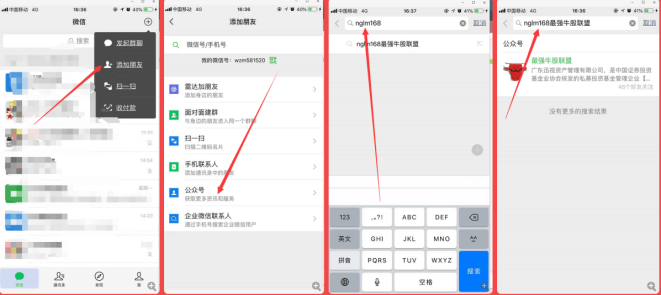 中国移动 4G 16:36 41%
微信
搜索
发起群聊
添加朋友
扫一扫
收付款
微信
通讯录
发现
我
中国移动 4G 16:36 40%
添加朋友
微信号/手机号
我的微信号: wzm581520
雷达加朋友
添加身边的朋友
面对面建群
与身边的朋友进入同一个群聊
扫一扫
扫描二维码名片
手机联系人
添加通讯录中的朋友
公众号
获取更多资讯和服务
企业微信联系人
通过手机号搜索企业微信用户
中国移动 4G 16:37 40%
nglm168
取消
nglm168最强牛股联盟
123
,。?!
ABC
DEF
英文
GHI
JKL
MNO
^^
拼音
PQRS
TUV
WXYZ
搜索
空格
中国移动 4G 16:36 40%
nglm168最强牛股联盟
取消
公众号
最强牛股联盟
广东迅视资产管理有限公司，是中国证券投资
基金业协会核发的私募投资基金管理企业【...
48个好友关注
没有更多的搜索结果